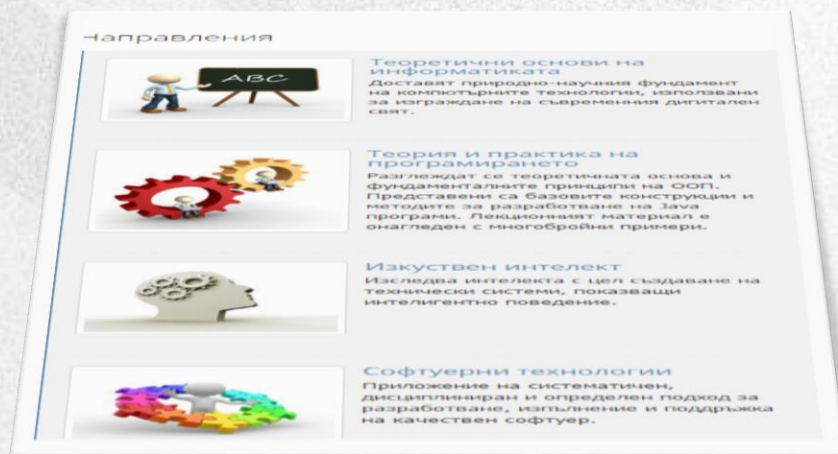 Направления
ABC
Теоретични основи на
информатиката
Доставят природно-научния фундамент
на компютърните технологии, използвани
за изграждане на съвременния дигитален
свят.
Теория и практика на
програмирането
Разглеждат се теоретичната основа и
фундаменталните принципи на ООП.
Представени са базовите конструкции и
методите за разработване на Java
програми. Лекционният материал е
онагледен с многобройни примери.
Изкуствен интелект
Изследва интелекта с цел създаване на
технически системи, показващи
интелигентно поведение.
Софтуерни технологии
Приложение на систематичен,
дисциплиниран и определен подход за
разработване, изпълнение и поддръжка
на качествен софтуер.